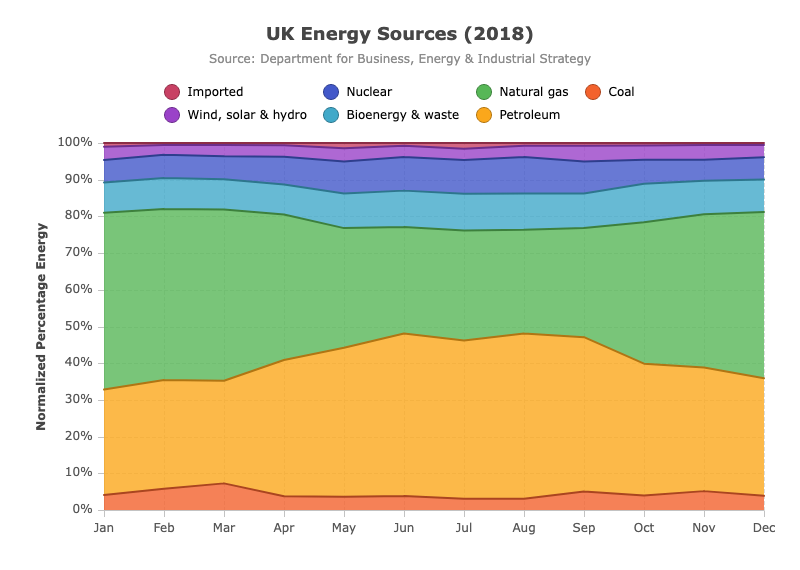 UK Energy Sources (2018)
Source: Department for Business, Energy & Industrial Strategy
Imported Nuclear Natural gas Coal
Wind, solar & hydro Bioenergy & waste Petroleum
Normalized Percentage Energy
100%
90%
80%
70%
60%
50%
40%
30%
20%
10%
0%
Jan Feb Mar Apr May Jun Jul Aug Sep Oct Nov Dec